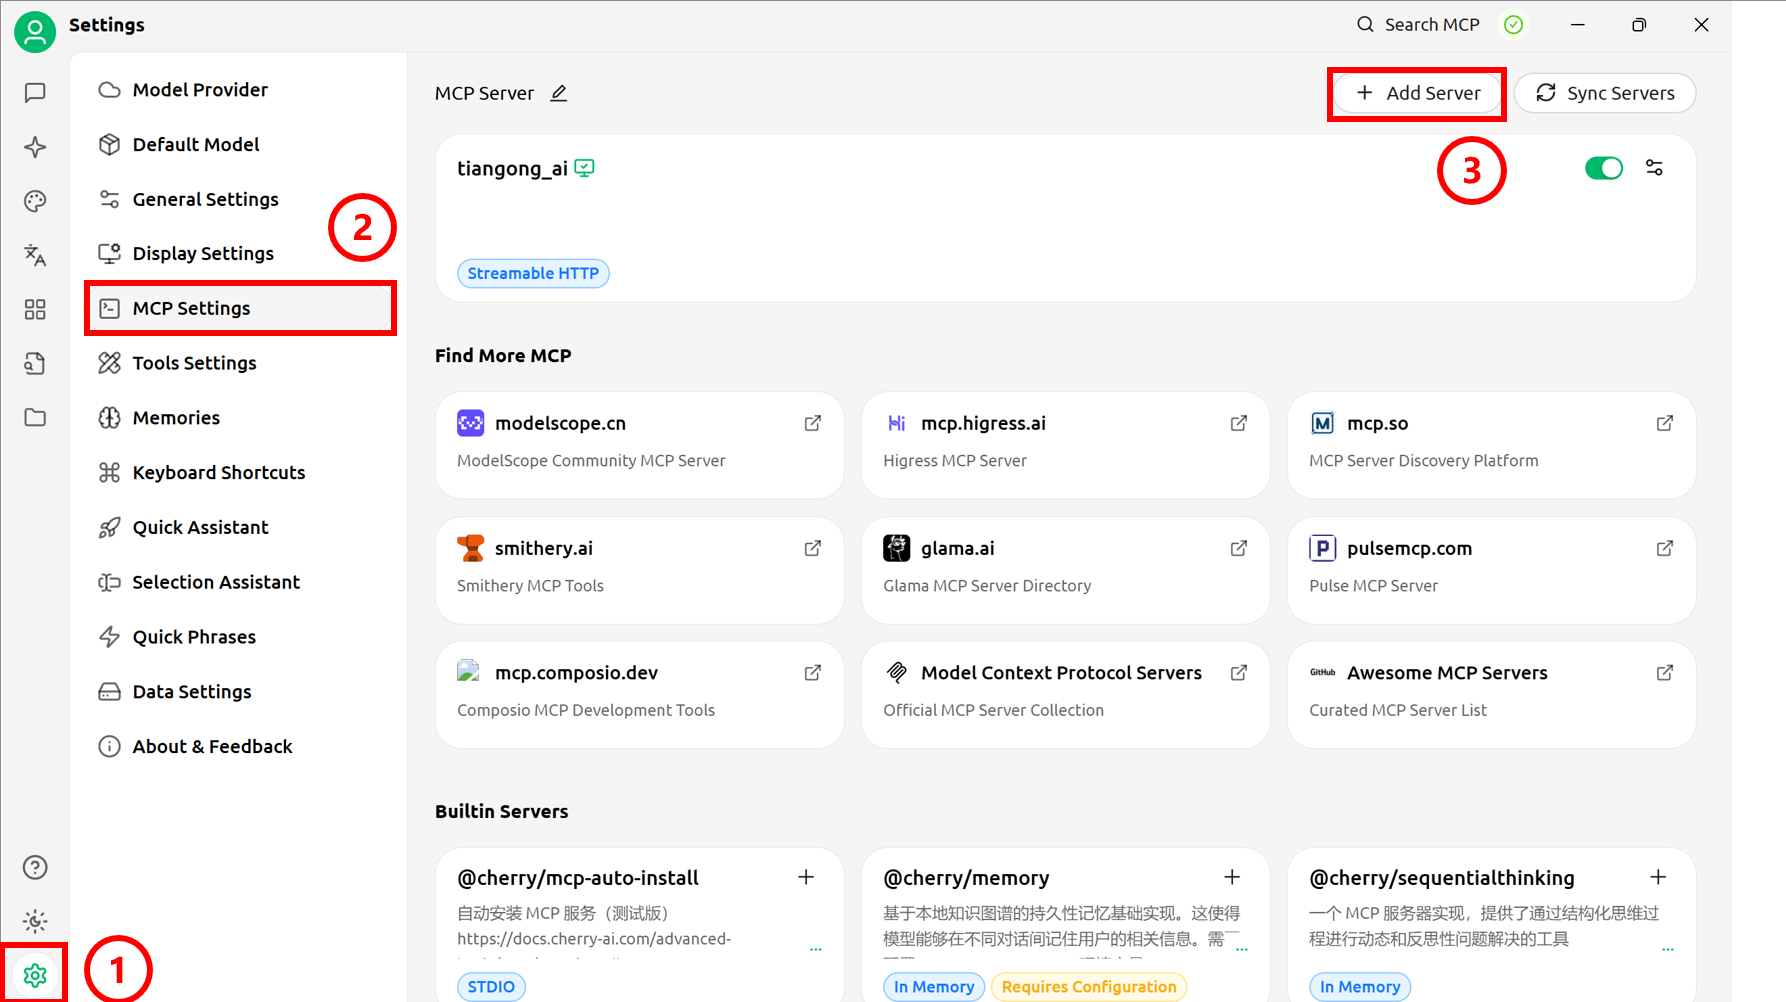 Settings
Search MCP
Model Provider
Default Model
General Settings
2
Display Settings
MCP Settings
Tools Settings
Memories
Keyboard Shortcuts
Quick Assistant
Selection Assistant
Quick Phrases
Data Settings
About & Feedback
1
MCP Server
Add Server
Sync Servers
3
tiangong_ai
Streamable HTTP
Find More MCP
modelscope.cn
ModelScope Community MCP Server
Hi
mcp.higress.ai
Higress MCP Server
M
mcp.so
MCP Server Discovery Platform
smithery.ai
Smithery MCP Tools
glama.ai
Glama MCP Server Directory
P
pulsemcp.com
Pulse MCP Server
mcp.composio.dev
Composio MCP Development Tools
Model Context Protocol Servers
Official MCP Server Collection
GitHub
Awesome MCP Servers
Curated MCP Server List
Builtin Servers
@cherry/mcp-auto-install
自动安装 MCP 服务（测试版）
https://docs.cherry-ai.com/advanced-
...
STDIO
@cherry/memory
基于本地知识图谱的持久性记忆基础实现。这使得
模型能够在不同对话间记住用户的相关信息。需
...
In Memory
Requires Configuration
@cherry/sequentialthinking
一个 MCP 服务器实现，提供了通过结构化思维过
程进行动态和反思性问题解决的工具
...
In Memory